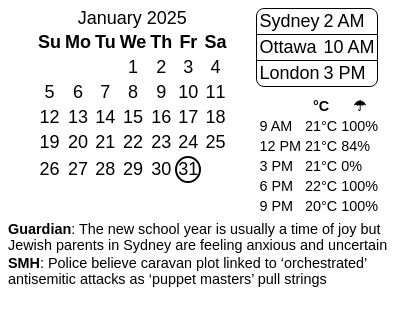 January 2025
Su Mo Tu We Th Fr Sa
1 2 3 4
5 6 7 8 9 10 11
12 13 14 15 16 17 18
19 20 21 22 23 24 25
26 27 28 29 30 31
Sydney 2 AM
Ottawa 10 AM
London 3 PM
°C ☂
9 AM 21°C 100%
12 PM 21°C 84%
3 PM 21°C 0%
6 PM 22°C 100%
9 PM 20°C 100%
Guardian: The new school year is usually a time of joy but
Jewish parents in Sydney are feeling anxious and uncertain
SMH: Police believe caravan plot linked to ‘orchestrated’
antisemitic attacks as ‘puppet masters’ pull strings